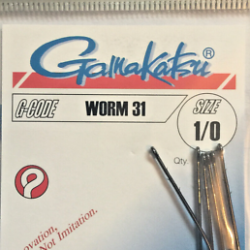 Gamakatsu®
G-CODE
WORM 31
SIZE
1/0
Qty.
ovation,
Not Imitation.